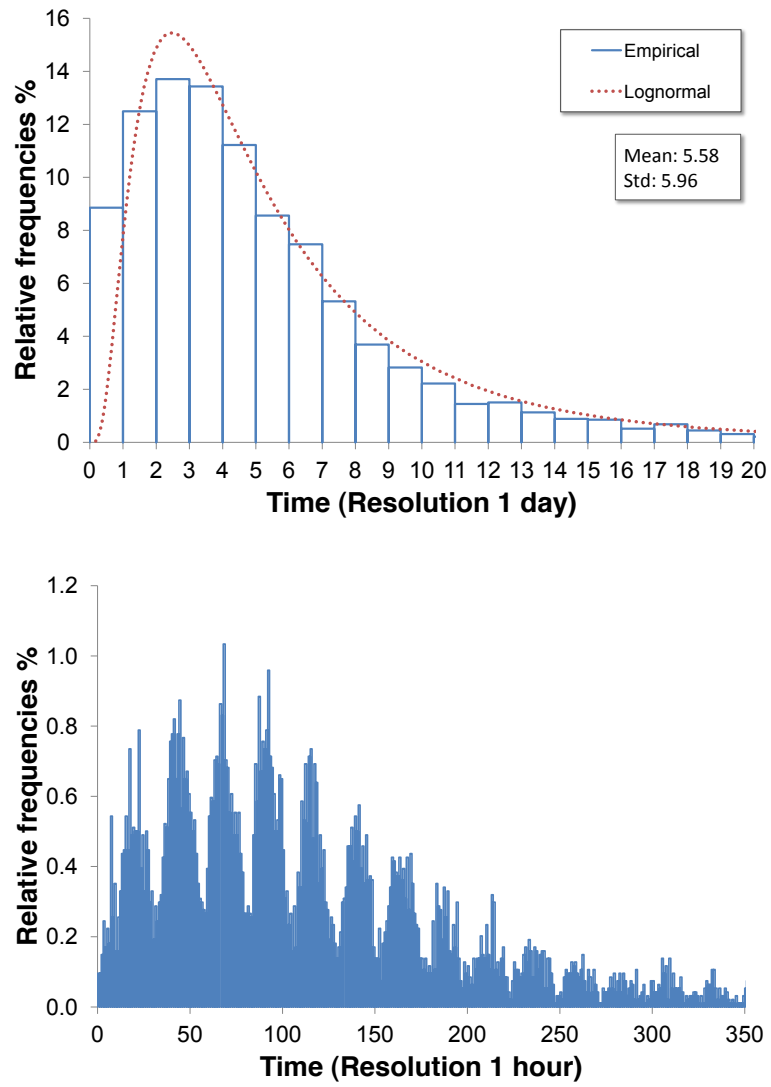 16
14
12
10
8
6
4
2
0
Relative frequencies %
Empirical
Lognormal
Mean: 5.58
Std: 5.96
0 1 2 3 4 5 6 7 8 9 10 11 12 13 14 15 16 17 18 19 20
Time (Resolution 1 day)
1.2
1.0
0.8
0.6
0.4
0.2
0.0
Relative frequencies %
0 50 100 150 200 250 300 350
Time (Resolution 1 hour)